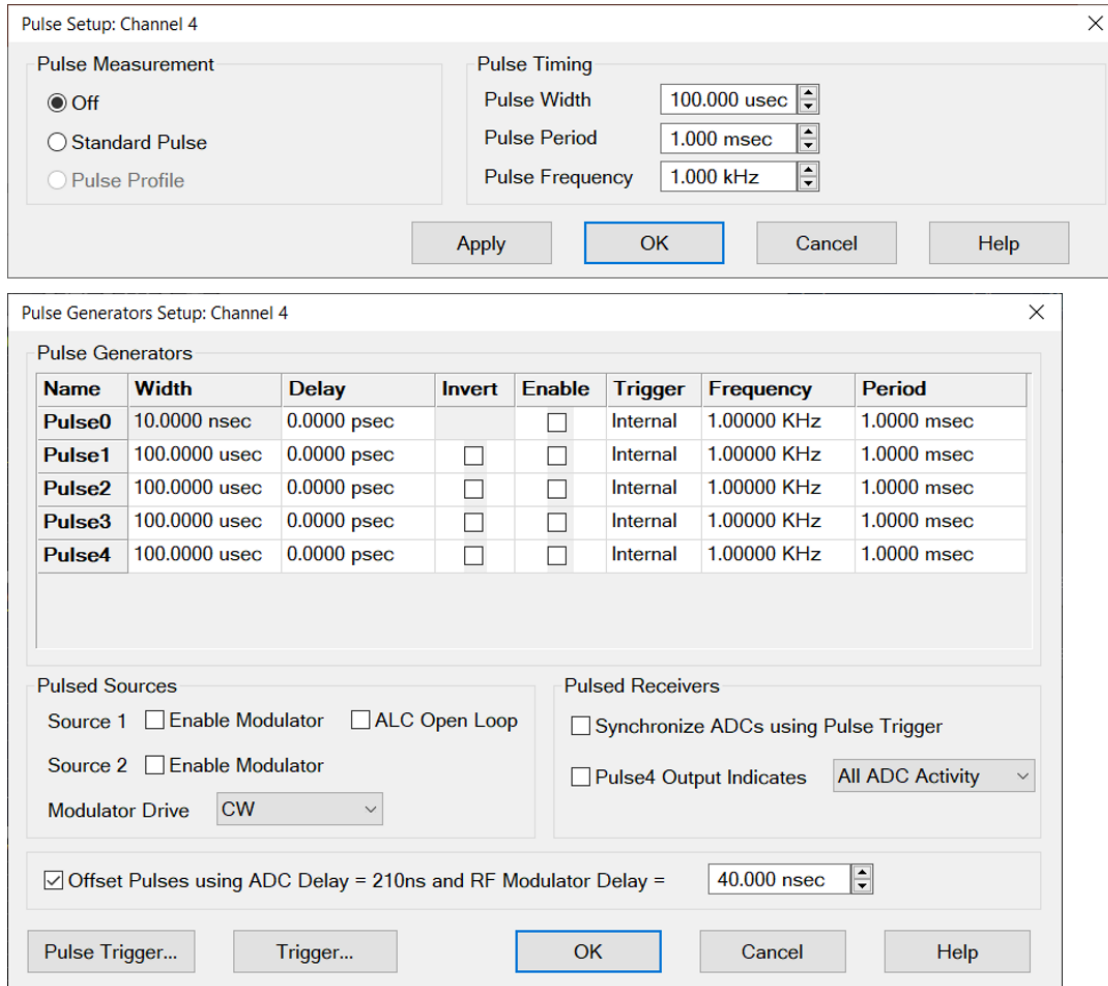 Pulse Setup: Channel 4
Pulse Measurement
Off
Standard Pulse
Pulse Profile
Pulse Timing
Pulse Width 100.000 usec
Pulse Period 1.000 msec
Pulse Frequency 1.000 kHz
Apply OK Cancel Help
Pulse Generators Setup: Channel 4
Pulse Generators
Name Width Delay Invert Enable Trigger Frequency Period
Pulse0 10.0000 nsec 0.0000 psec Internal 1.00000 KHz 1.0000 msec
Pulse1 100.0000 usec 0.0000 psec Internal 1.00000 KHz 1.0000 msec
Pulse2 100.0000 usec 0.0000 psec Internal 1.00000 KHz 1.0000 msec
Pulse3 100.0000 usec 0.0000 psec Internal 1.00000 KHz 1.0000 msec
Pulse4 100.0000 usec 0.0000 psec Internal 1.00000 KHz 1.0000 msec
Pulsed Sources
Source 1 Enable Modulator ALC Open Loop
Source 2 Enable Modulator
Modulator Drive CW
Pulsed Receivers
Synchronize ADCs using Pulse Trigger
Pulse4 Output Indicates All ADC Activity
Offset Pulses using ADC Delay = 210ns and RF Modulator Delay = 40.000 nsec
Pulse Trigger... Trigger... OK Cancel Help